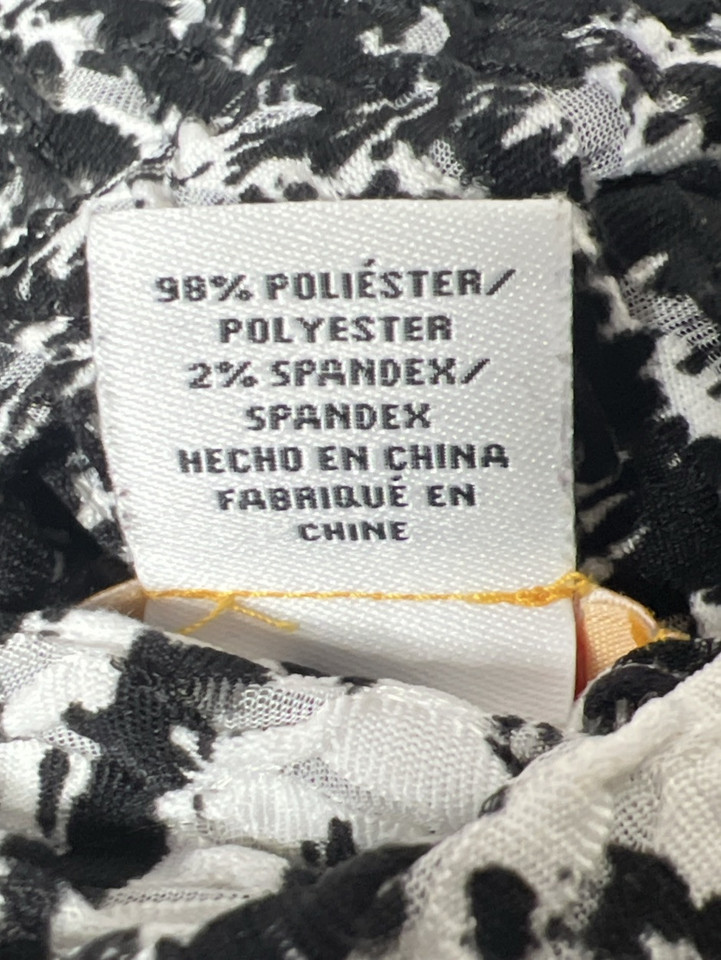 98% POLIÉSTER/
POLYESTER
2% SPANDEX/
SPANDEX
HECHO EN CHINA
FABRIQUÉ EN
CHINE